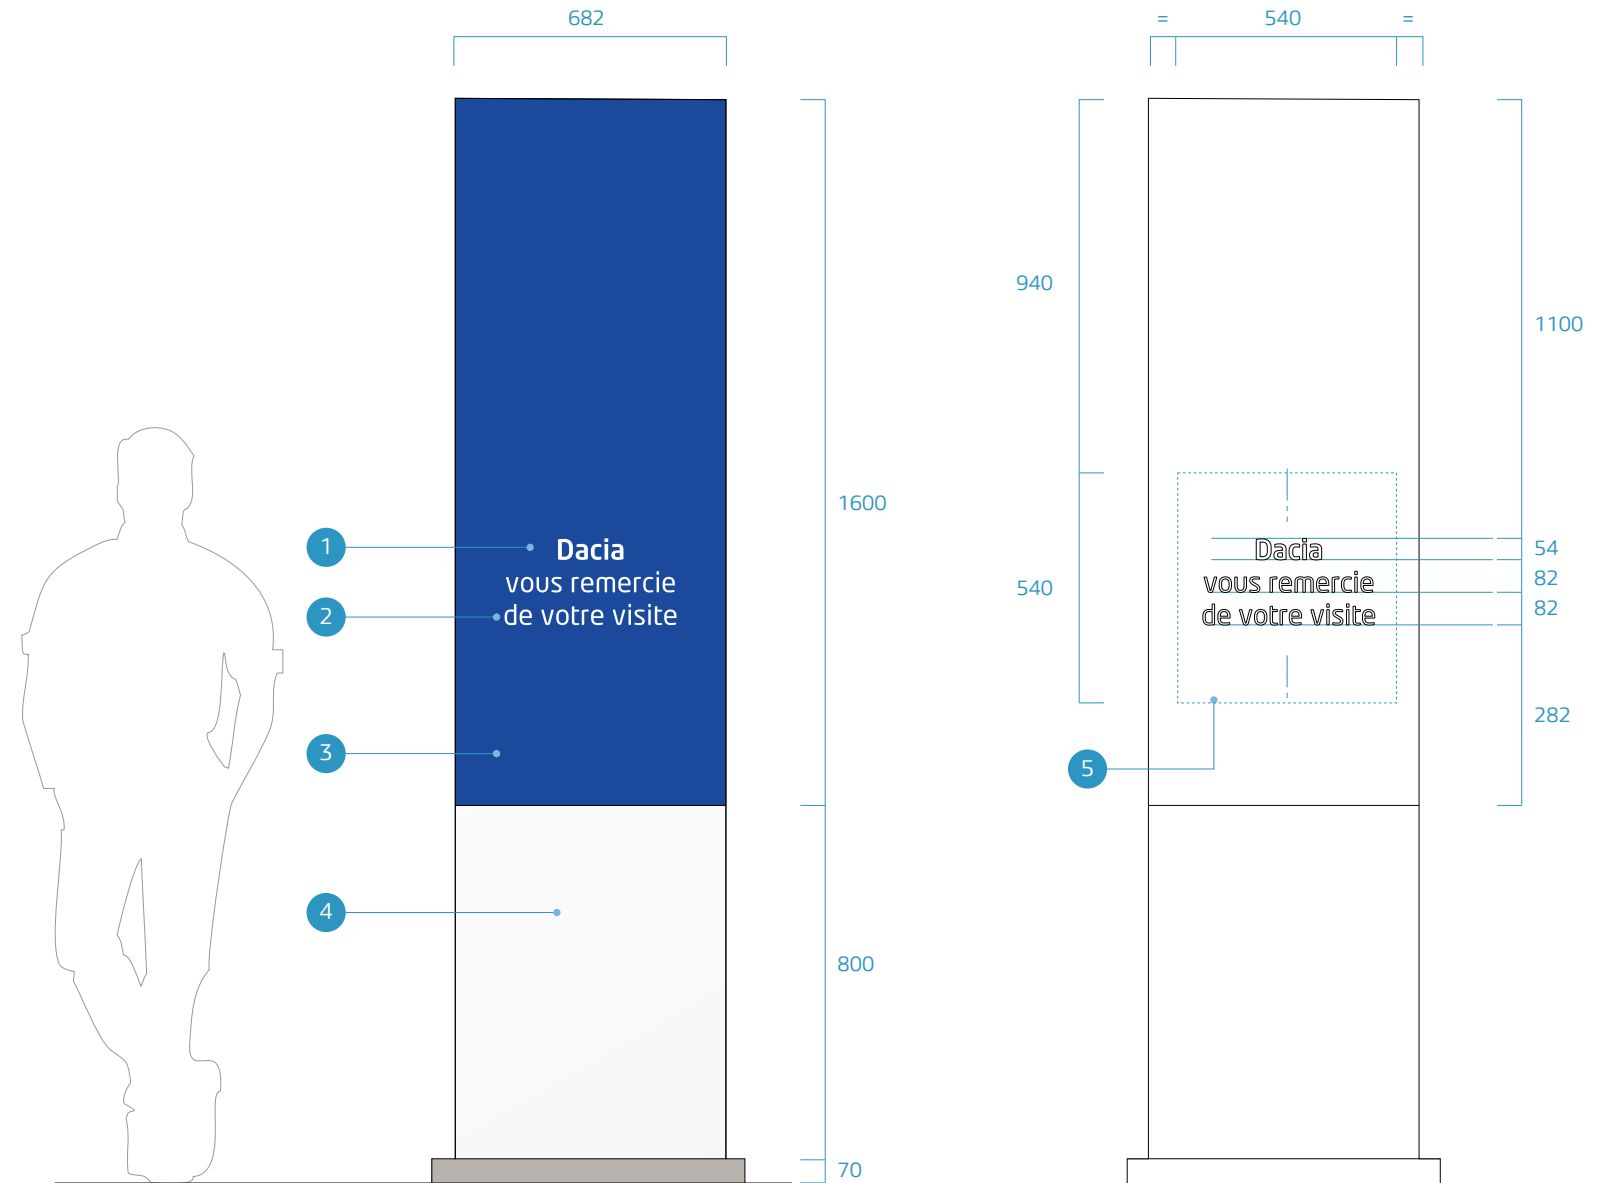 682
= 540 =
940
1100
1600
1
Dacia
vous remercie
de votre visite
2
Dacia
vous remercie
de votre visite
54
82
82
540
282
3
5
4
800
70